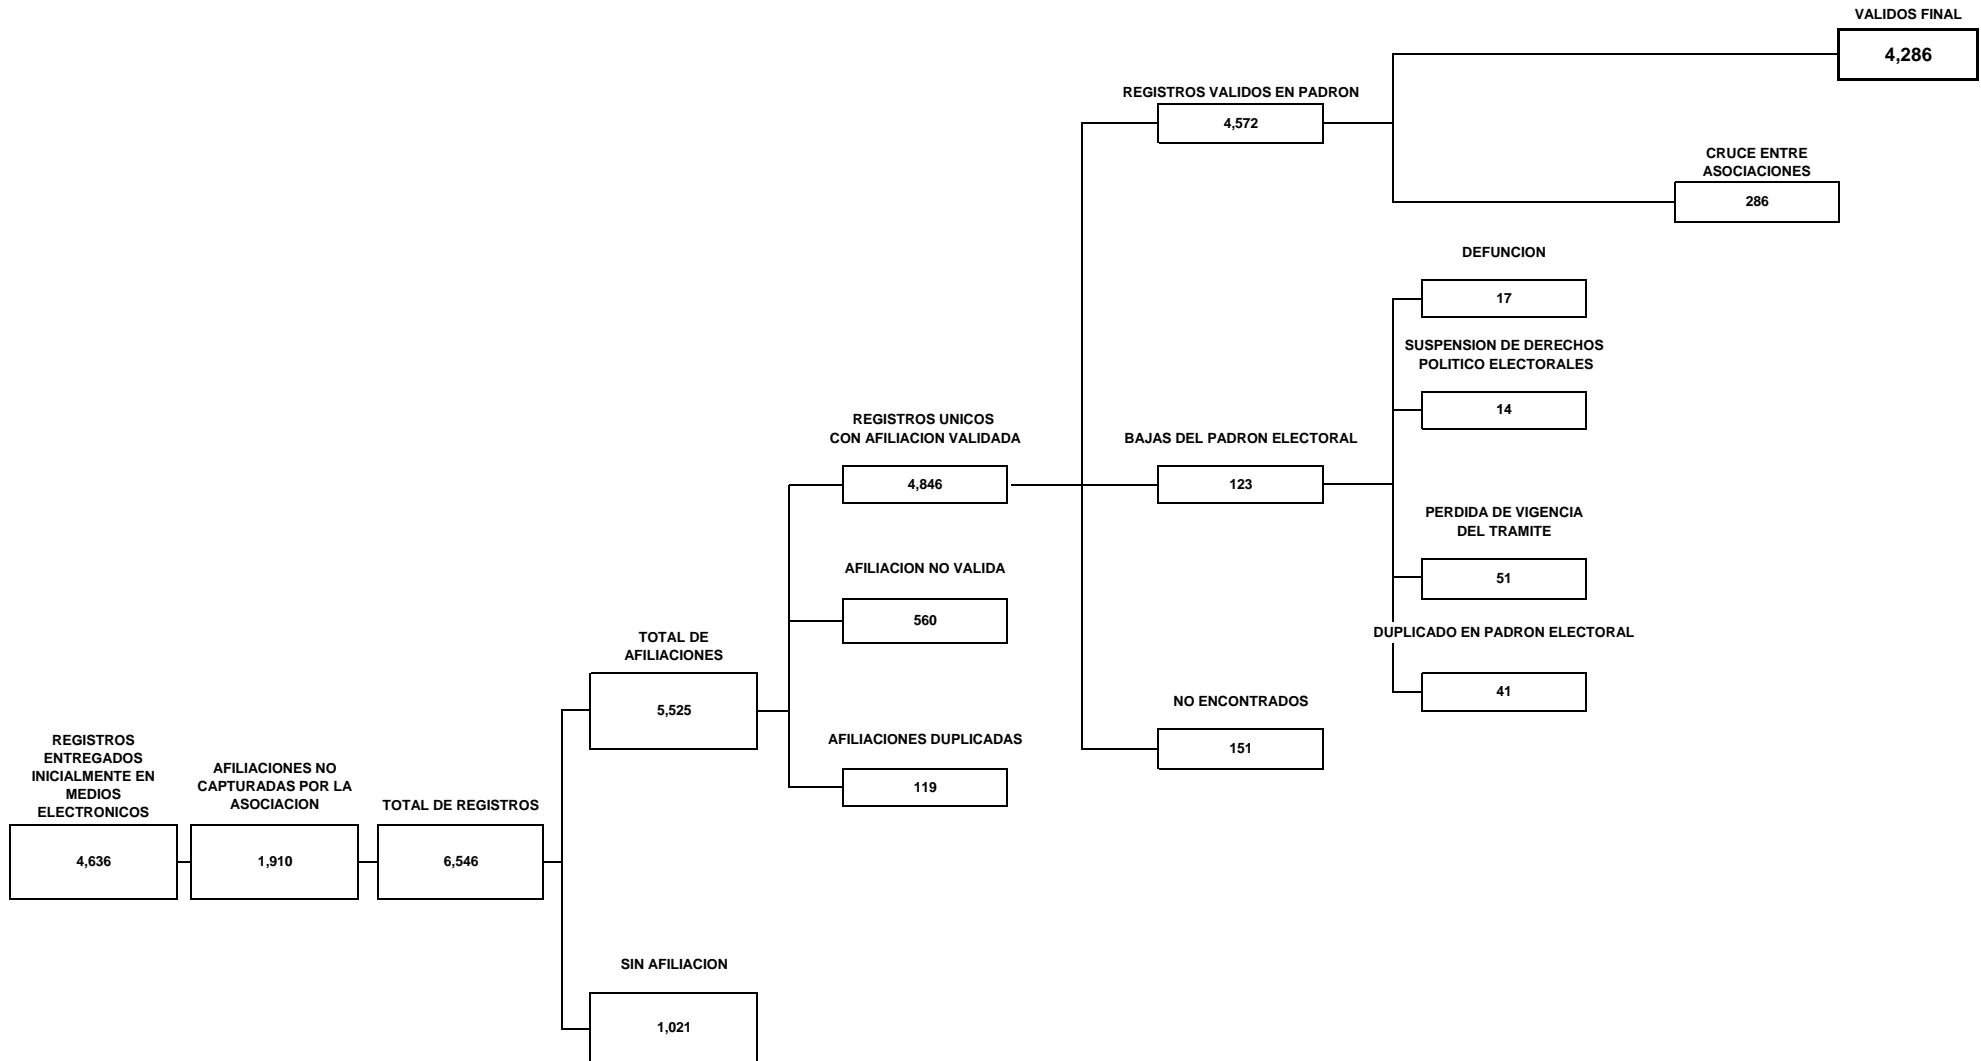 VALIDOS FINAL
4,286
REGISTROS VALIDOS EN PADRON
4,572
CRUCE ENTRE
ASOCIACIONES
286
DEFUNCION
17
SUSPENSION DE DERECHOS
POLITICO ELECTORALES
14
REGISTROS UNICOS
CON AFILIACION VALIDADA
4,846
BAJAS DEL PADRON ELECTORAL
123
PERDIDA DE VIGENCIA
DEL TRAMITE
51
AFILIACION NO VALIDA
560
DUPLICADO EN PADRON ELECTORAL
41
TOTAL DE
AFILIACIONES
5,525
NO ENCONTRADOS
151
AFILIACIONES DUPLICADAS
119
REGISTROS
ENTREGADOS
INICIALMENTE EN
MEDIOS
ELECTRONICOS
4,636
AFILIACIONES NO
CAPTURADAS POR LA
ASOCIACION
1,910
TOTAL DE REGISTROS
6,546
SIN AFILIACION
1,021